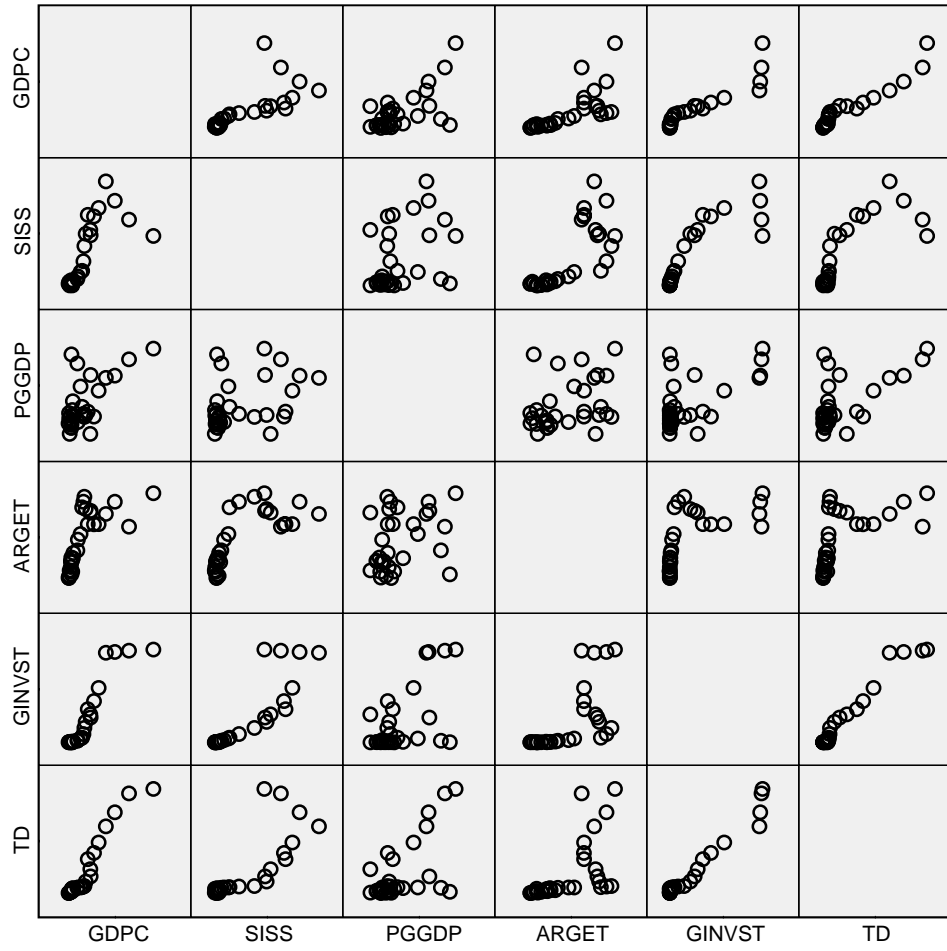 GDPC
SISS
PGGDP
ARGET
GINVST
TD
GDPC SISS PGGDP ARGET GINVST TD